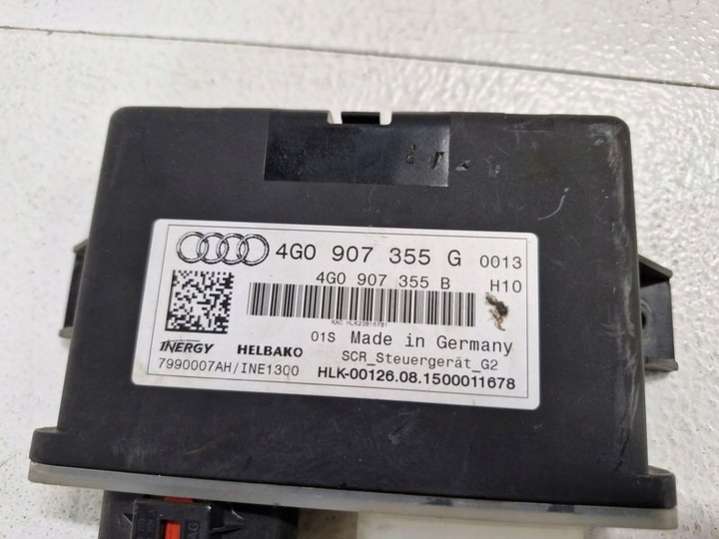 4G0 907 355 G 0013
4G0 907 355 B H10
01S Made in Germany
INERGY HELBAKO SCR_Steuergerät_G2
7990007AH/INE1300 HLK-00126.08.1500011678